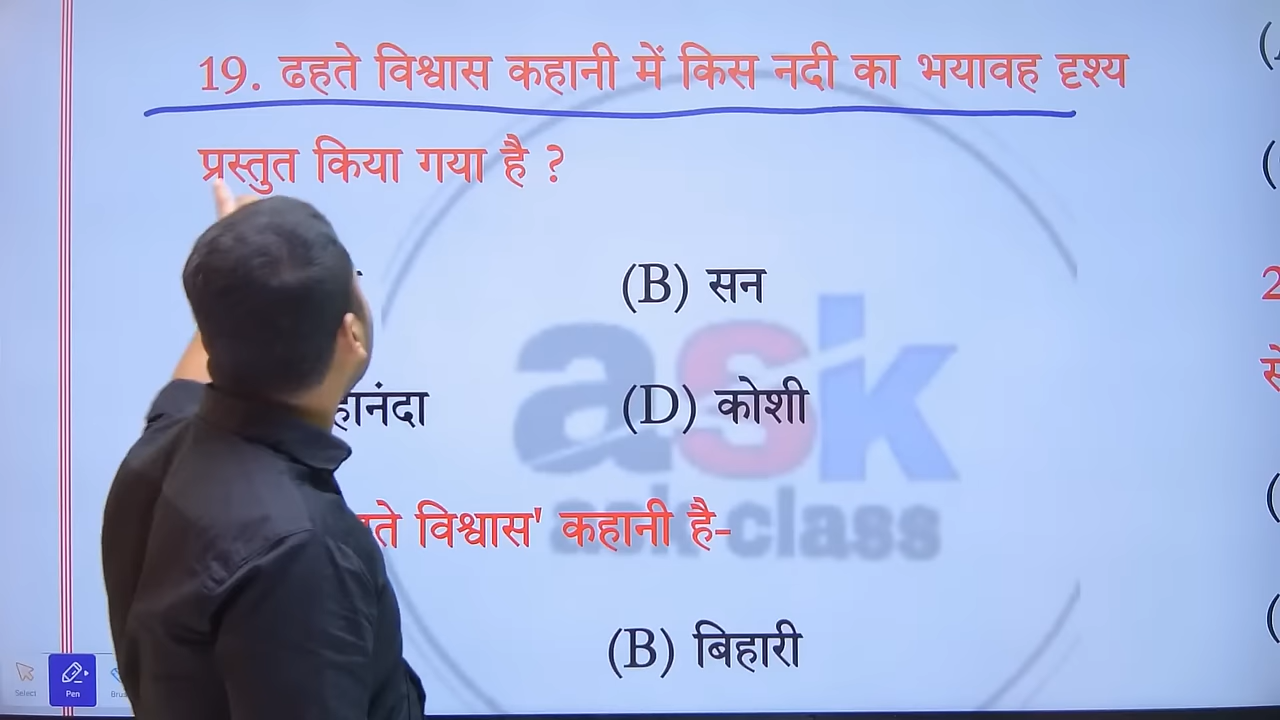 19. ढहते विश्वास कहानी में किस नदी का भयावह दृश्य
प्रस्तुत किया गया है ?
(B) सन
(D) कोशी
विश्वास' कहानी है-
(B) बिहारी
ask
ask class
Select
Pen